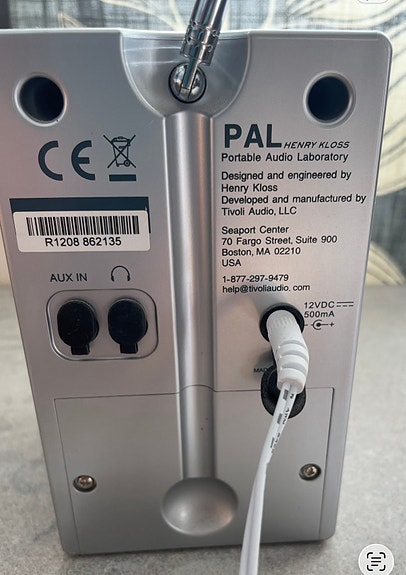 PAL HENRY KLOSS
Portable Audio Laboratory
Designed and engineered by
Henry Kloss
Developed and manufactured by
Tivoli Audio, LLC
Seaport Center
70 Fargo Street, Suite 900
Boston, MA 02210
USA
1-877-297-9479
help@tivoliaudio.com
CE
R1208 862135
AUX IN
12VDC
500mA
- +
MADE